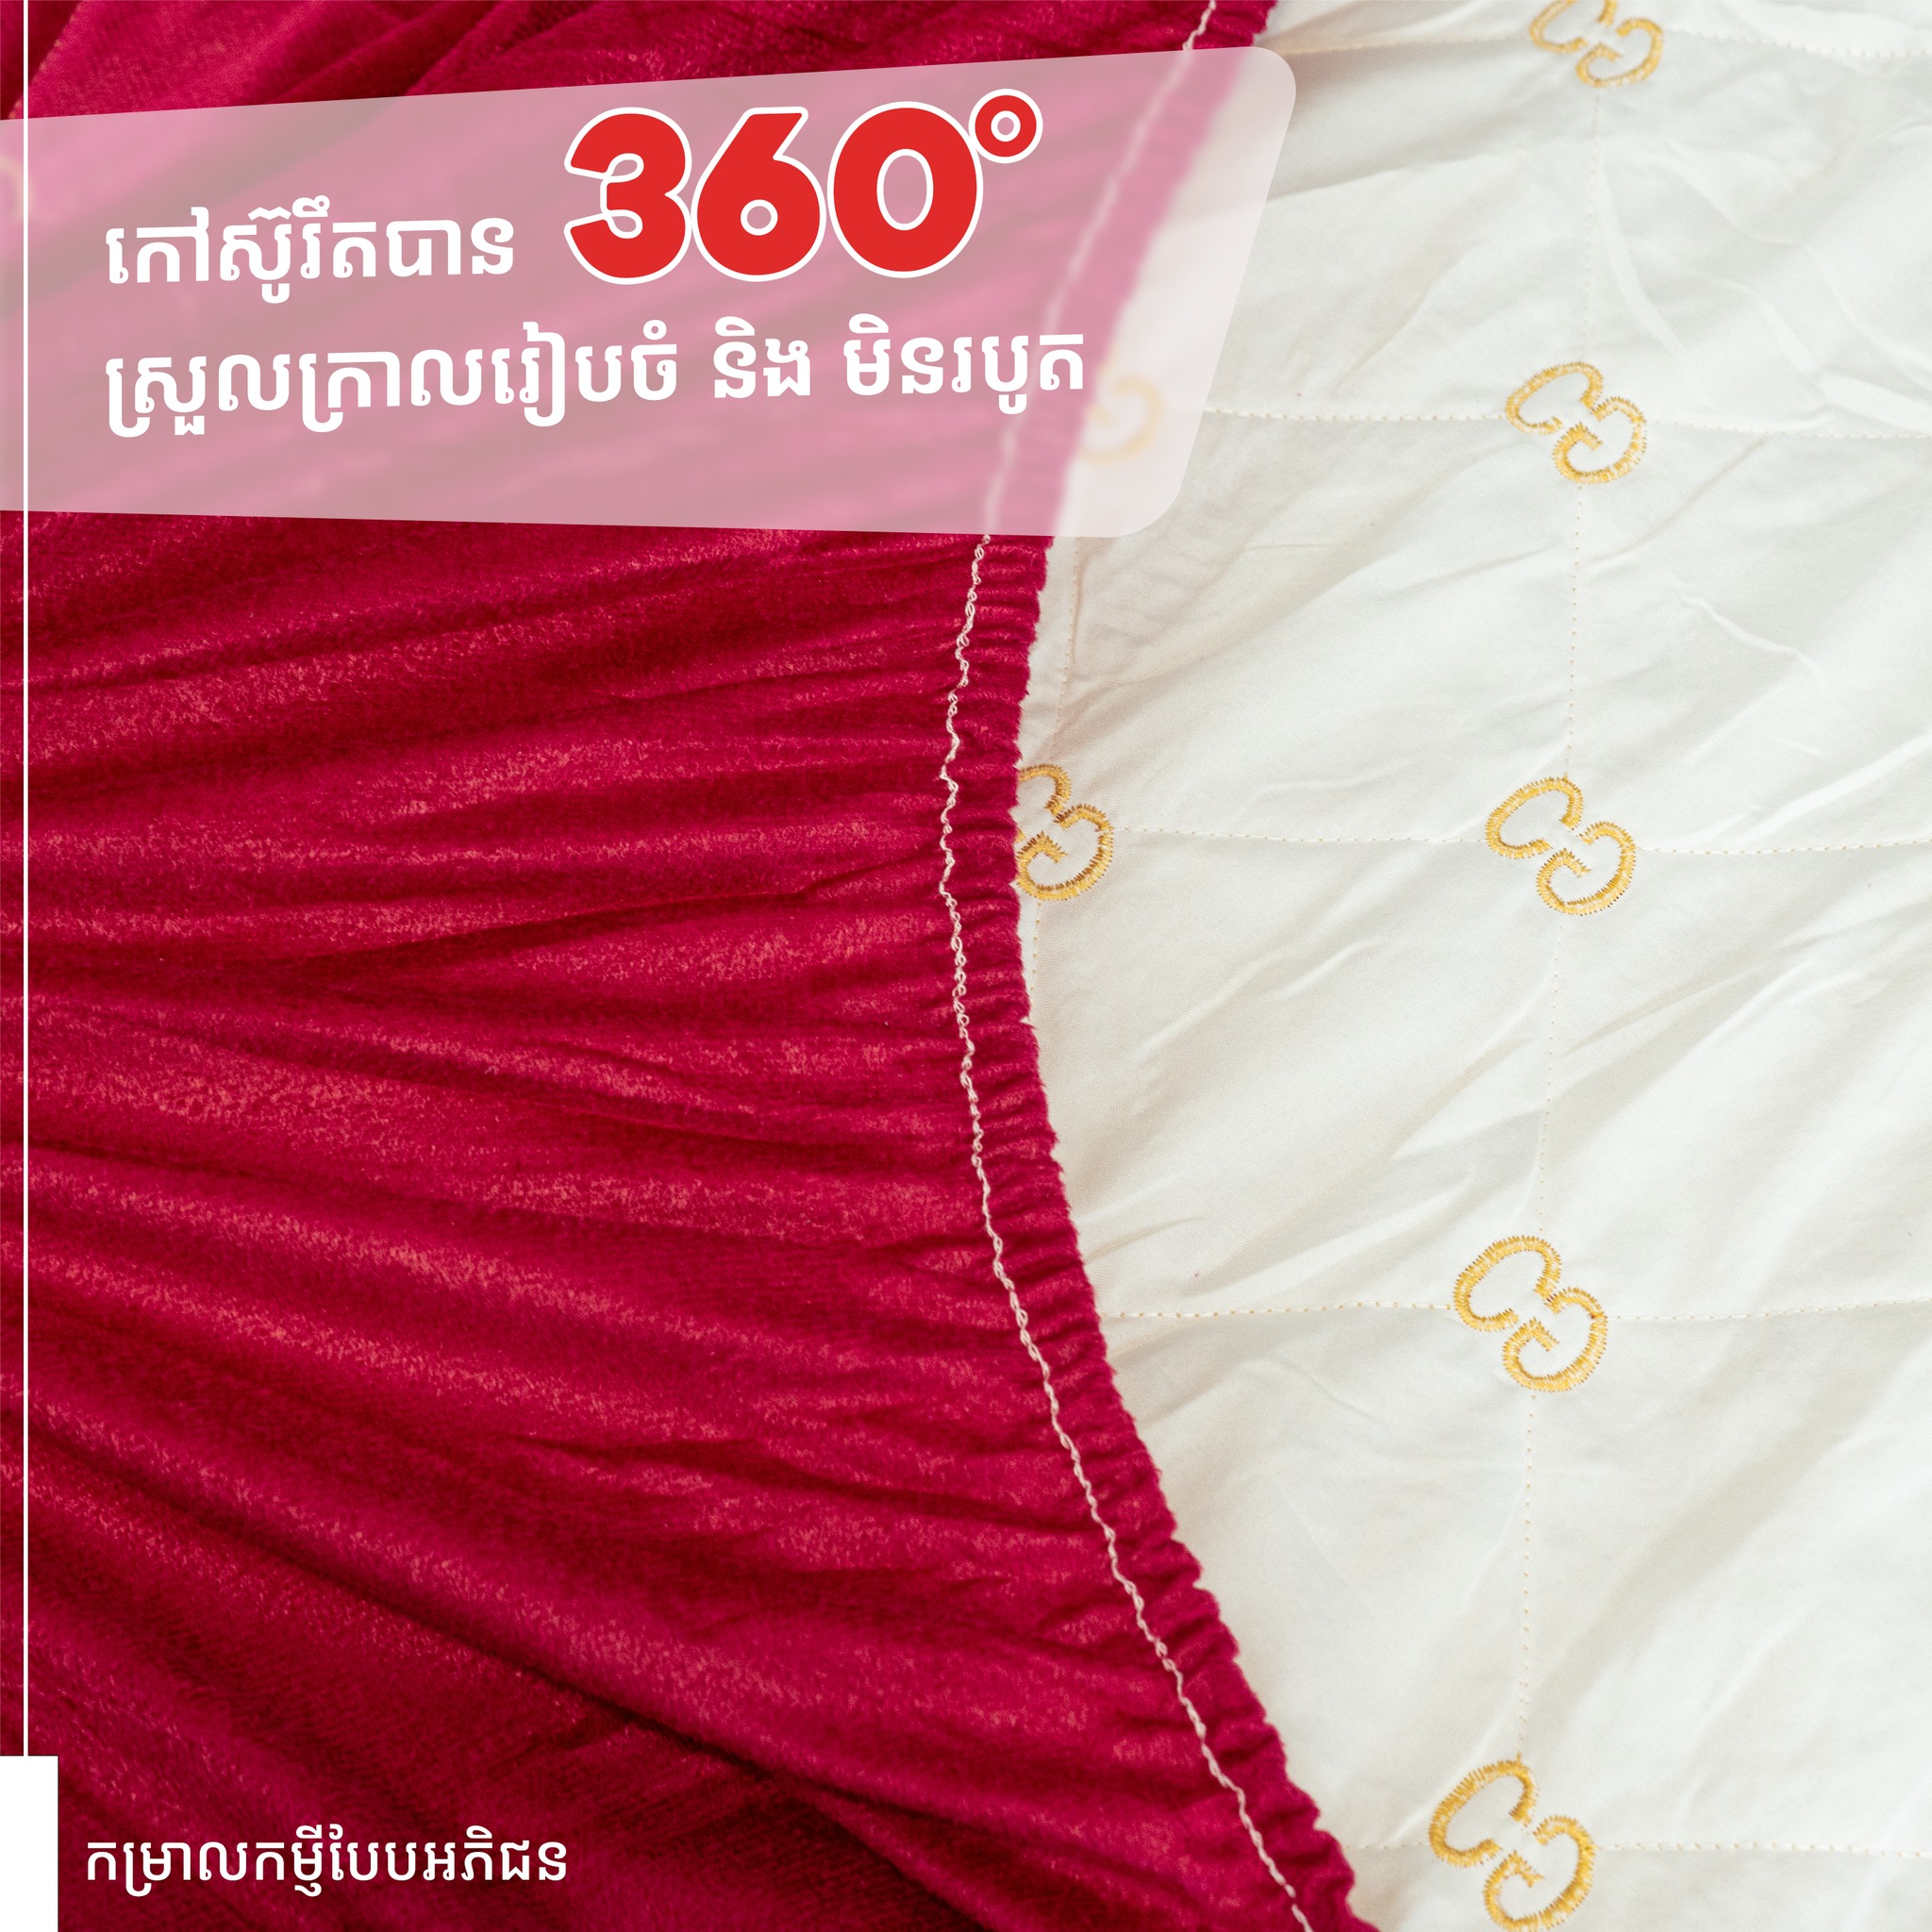 កៅស៊ូរឹតបាន 360°
ស្រួលក្រាលរៀបចំ និង មិនរបូត
កម្រាលកម្ញីបែបអភិជន